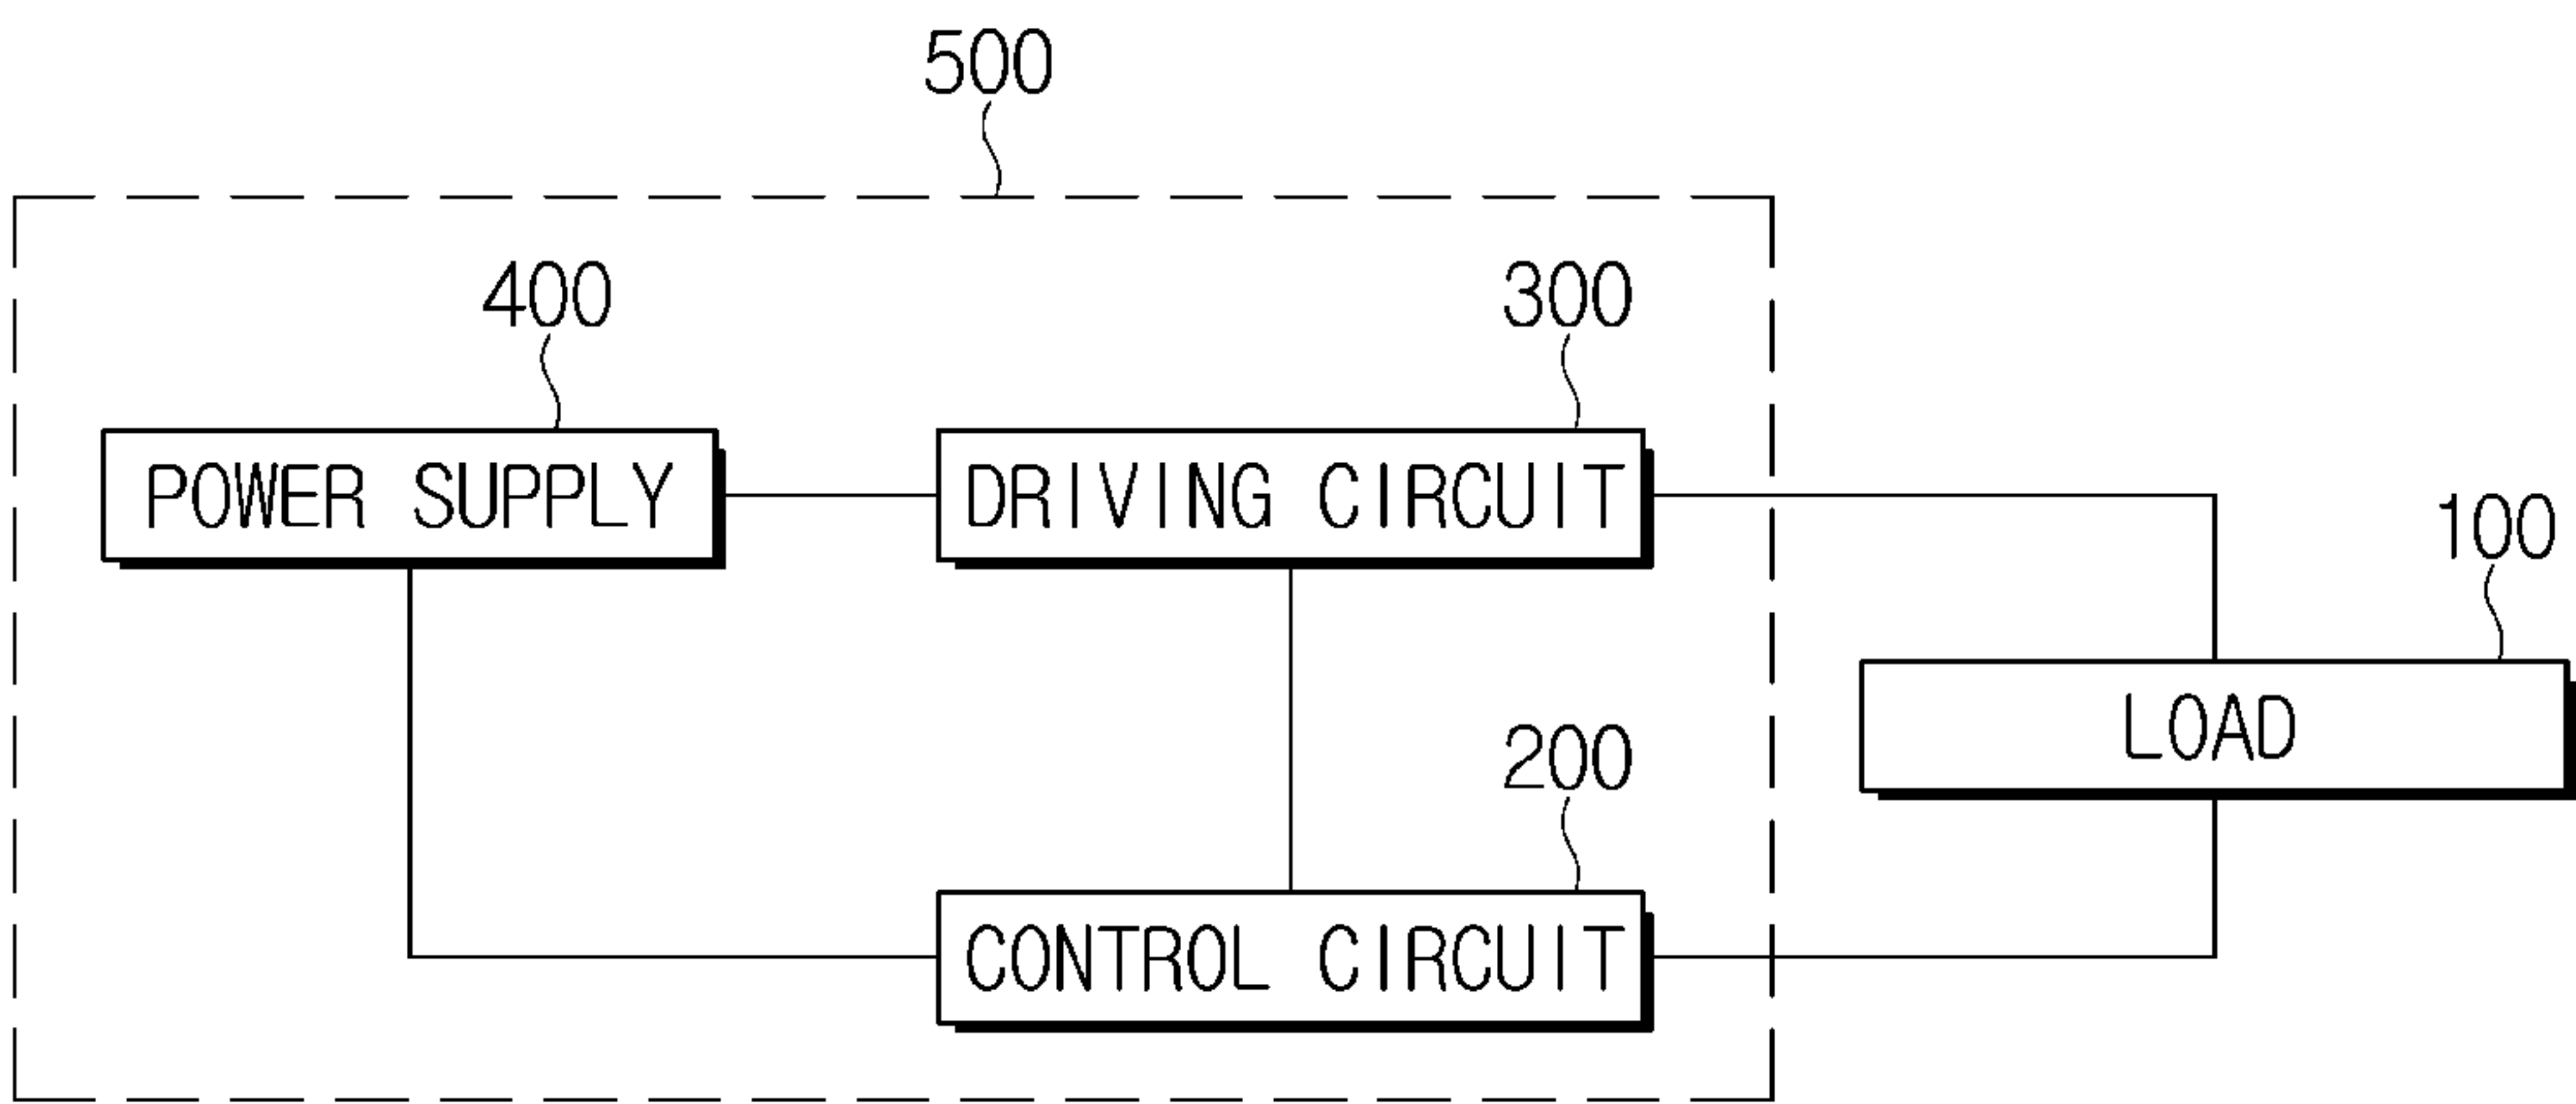 500
400
300
POWER SUPPLY
DRIVING CIRCUIT
100
LOAD
200
CONTROL CIRCUIT